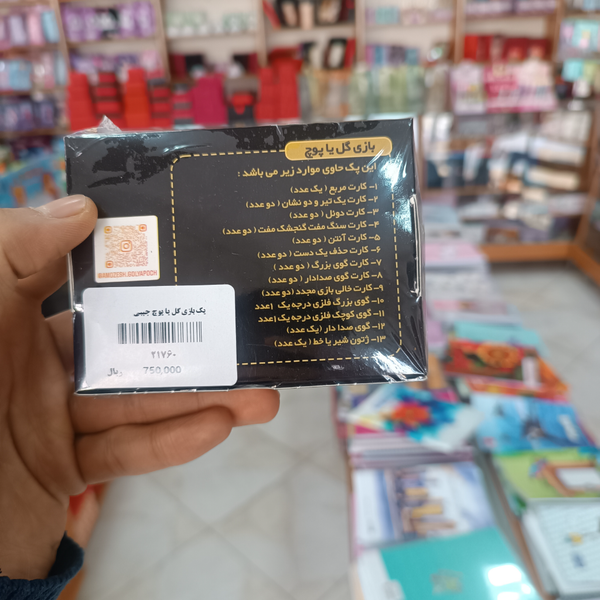 بازی گل یا پوچ
این پک حاوی موارد زیر می باشد :
۱- کارت مربع ( یک عدد)
۲- کارت یک تیر و دو نشان ( دو عدد)
۳- کارت دوئل ( دو عدد)
۴- کارت سنگ مفت گنجشک مفت ( دو عدد)
۵- کارت آنتن ( دو عدد)
۶- کارت حذف یک دست ( دو عدد)
۷- کارت گوی بزرگ ( دو عدد )
۸- کارت گوی صدادار ( دو عدد)
۹- کارت خالی بازی مجدد (دو عدد)
۱۰- گوی بزرگ فلزی درجه یک ۱عدد
۱۱- گوی کوچک فلزی درجه یک ۱عدد
۱۲- گوی صدا دار (یک عدد)
۱۳- ژتون شیر یا خط ( یک عدد)
@AMOZESH.GOLYAPOCH
پک بازی گل یا پوچ جیبی
۲۱۷۶۰
750,000 ریال